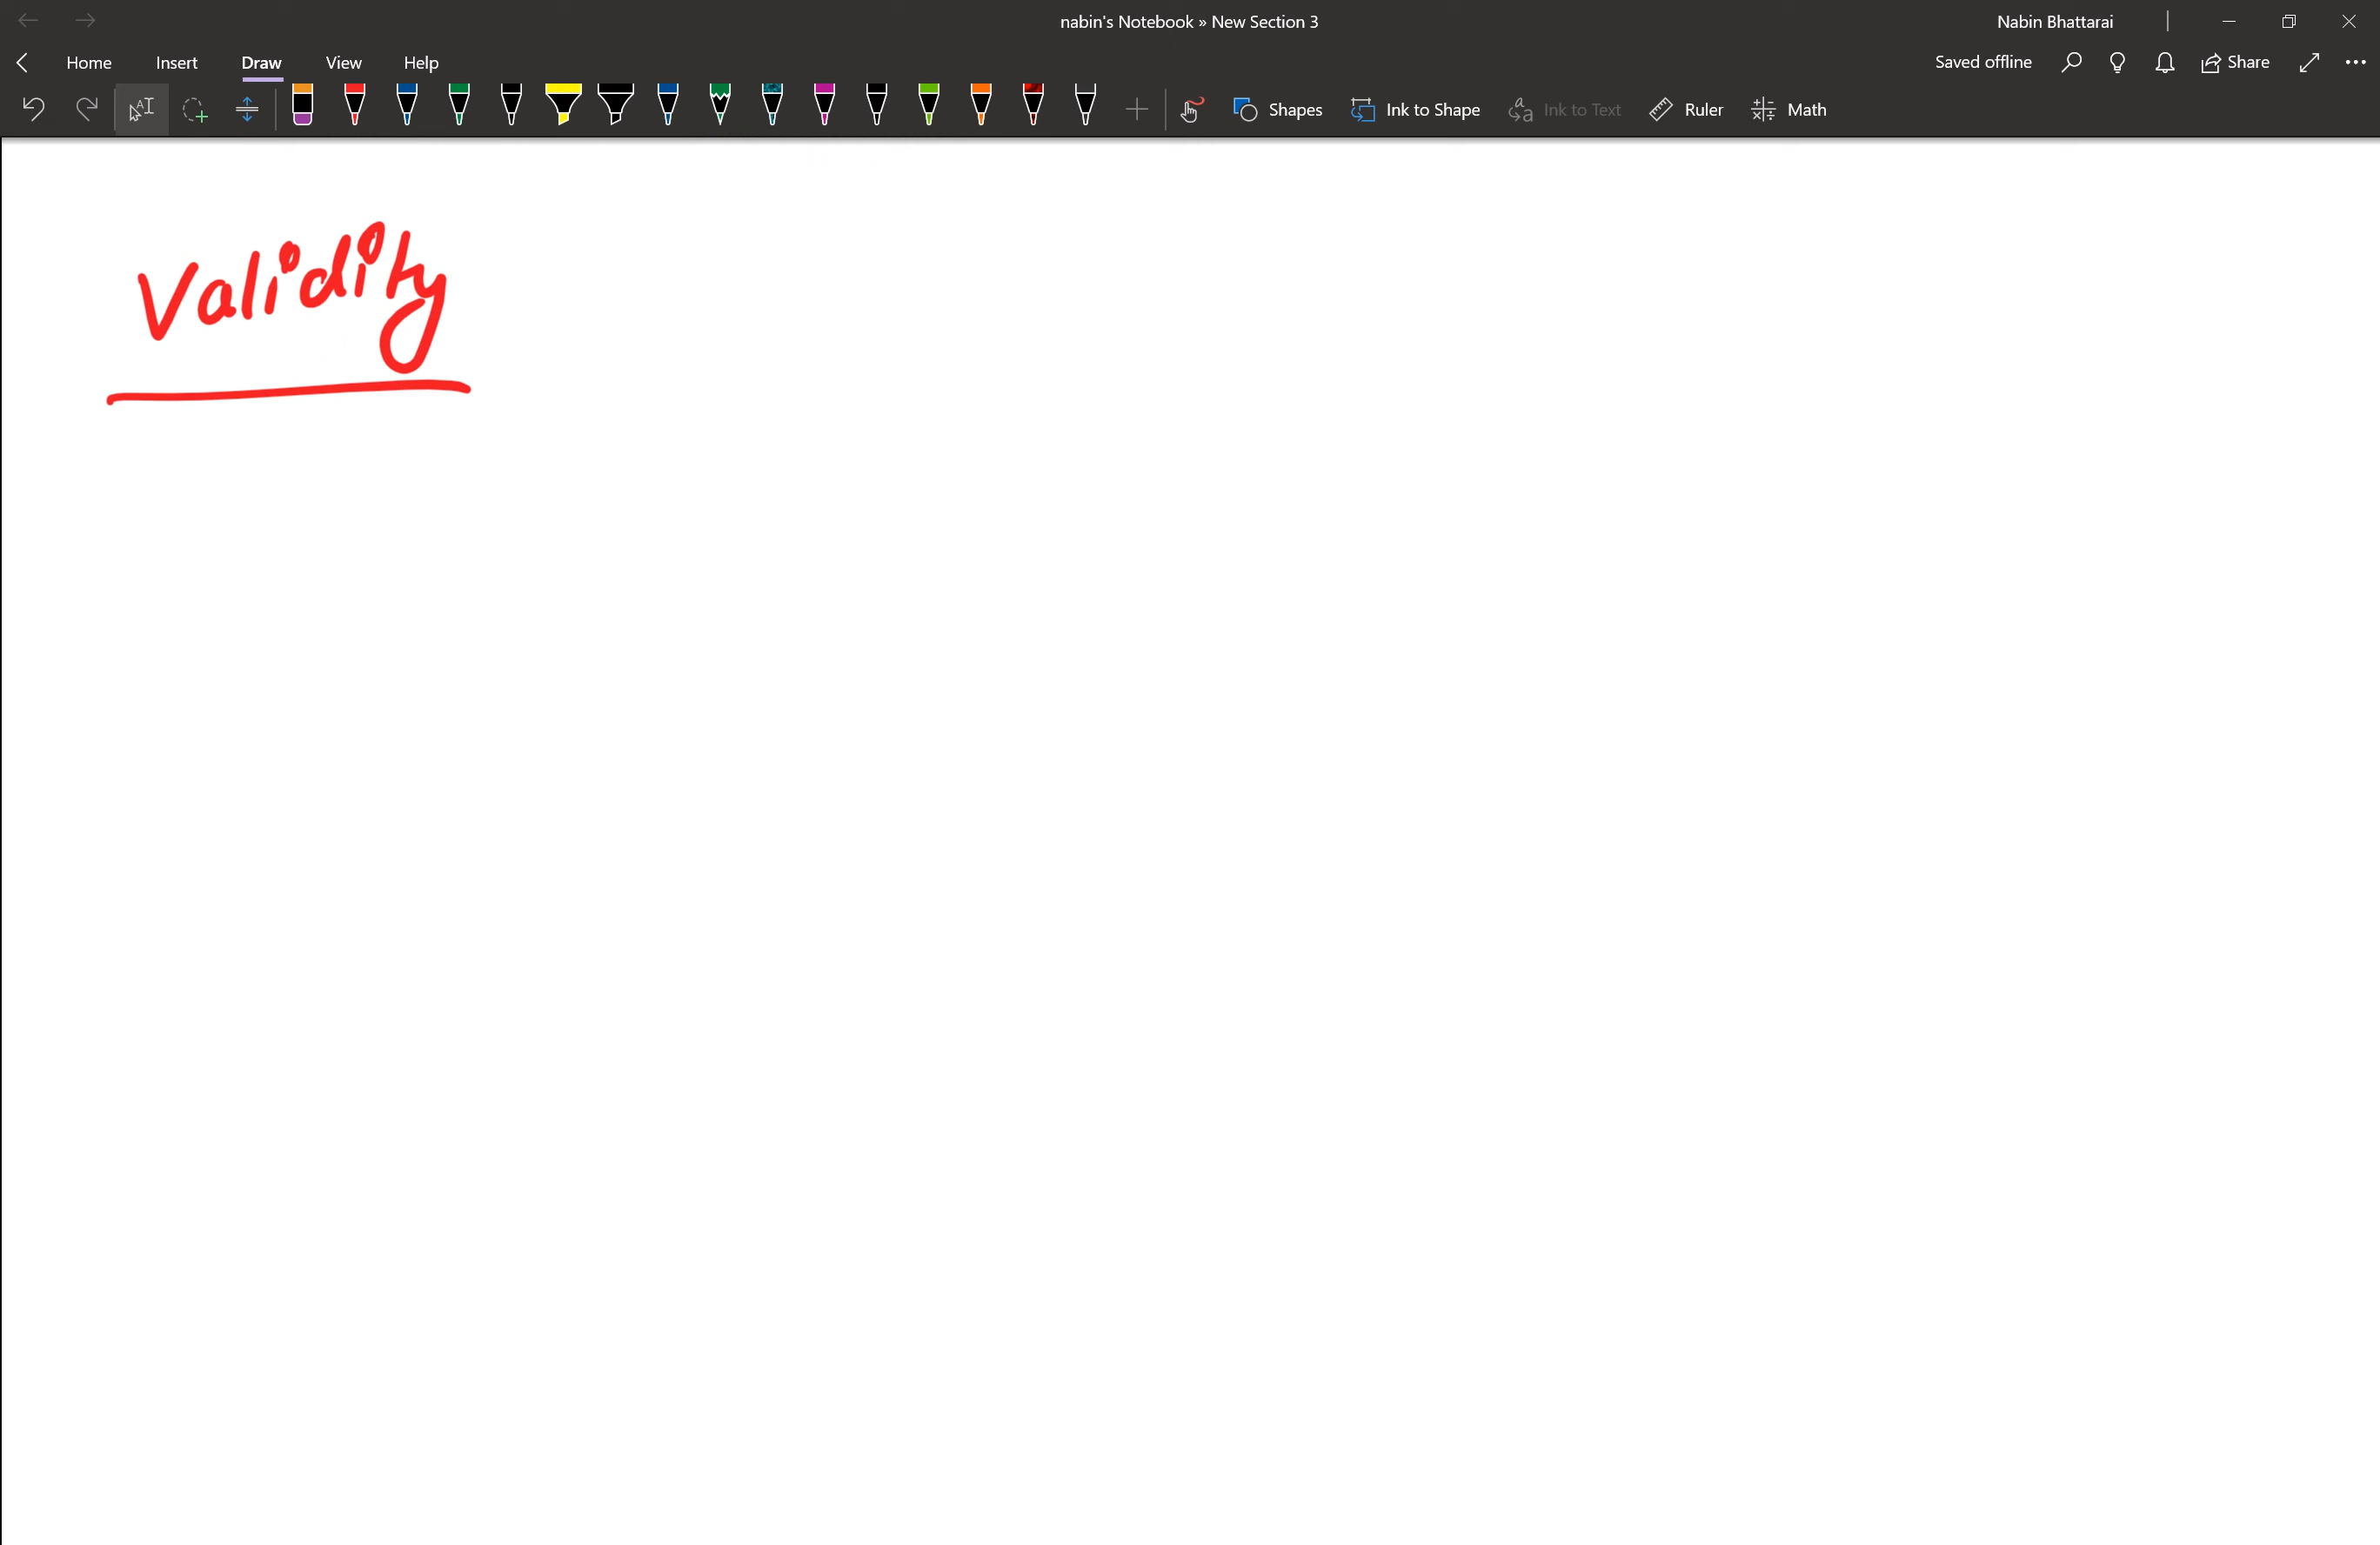 nabin's Notebook » New Section 3
Nabin Bhattarai
Home Insert Draw View Help
Saved offline
Share
Shapes
Ink to Shape
Ink to Text
Ruler
Math
Validity